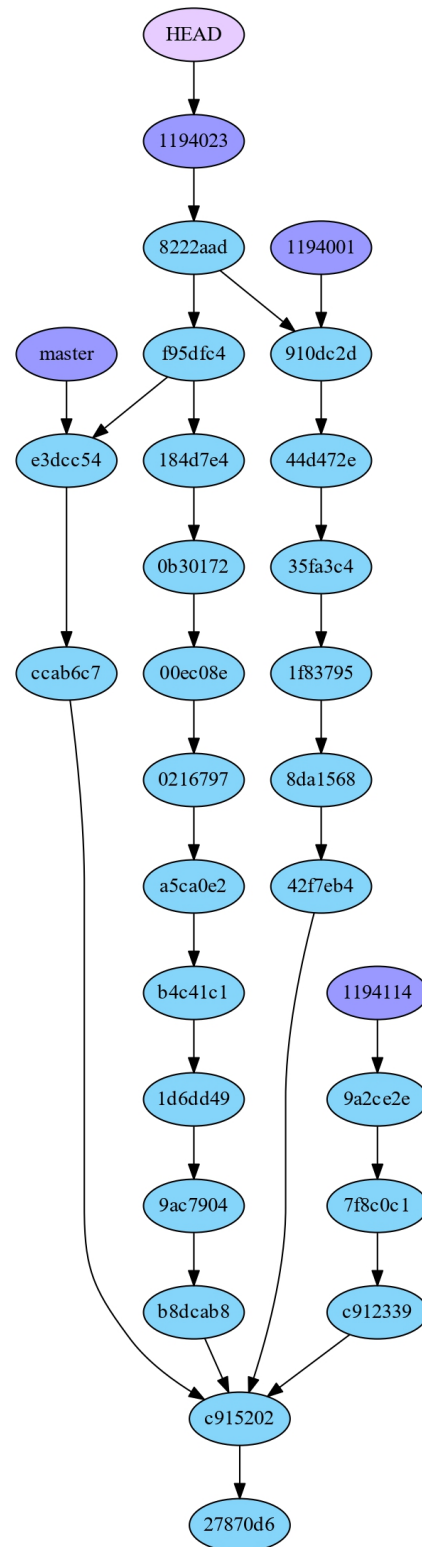 HEAD
1194023
8222aad
1194001
master
f95dfc4
910dc2d
e3dcc54
184d7e4
44d472e
0b30172
35fa3c4
ccab6c7
00ec08e
1f83795
0216797
8da1568
a5ca0e2
42f7eb4
b4c41c1
1194114
1d6dd49
9a2ce2e
9ac7904
7f8c0c1
b8dcab8
c912339
c915202
27870d6